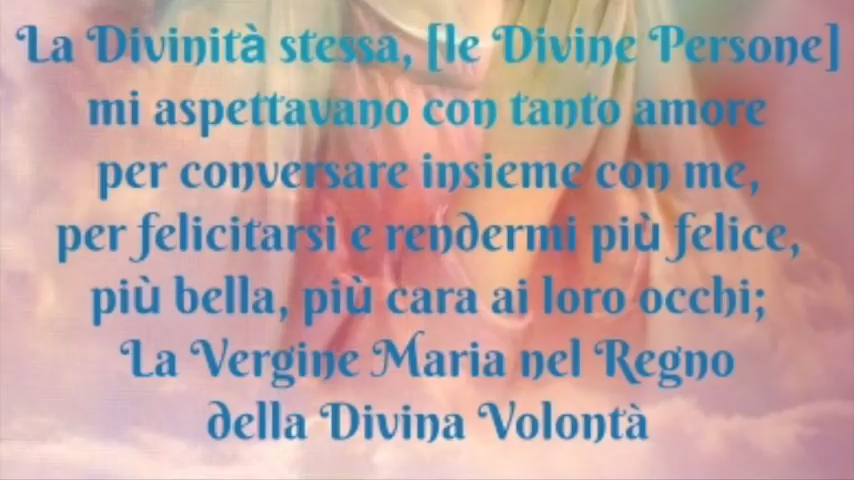 La Divinità stessa, [le Divine Persone]
mi aspettavano con tanto amore
per conversare insieme con me,
per felicitarsi e rendermi più felice,
più bella, più cara ai loro occhi;
La Vergine Maria nel Regno
della Divina Volontà